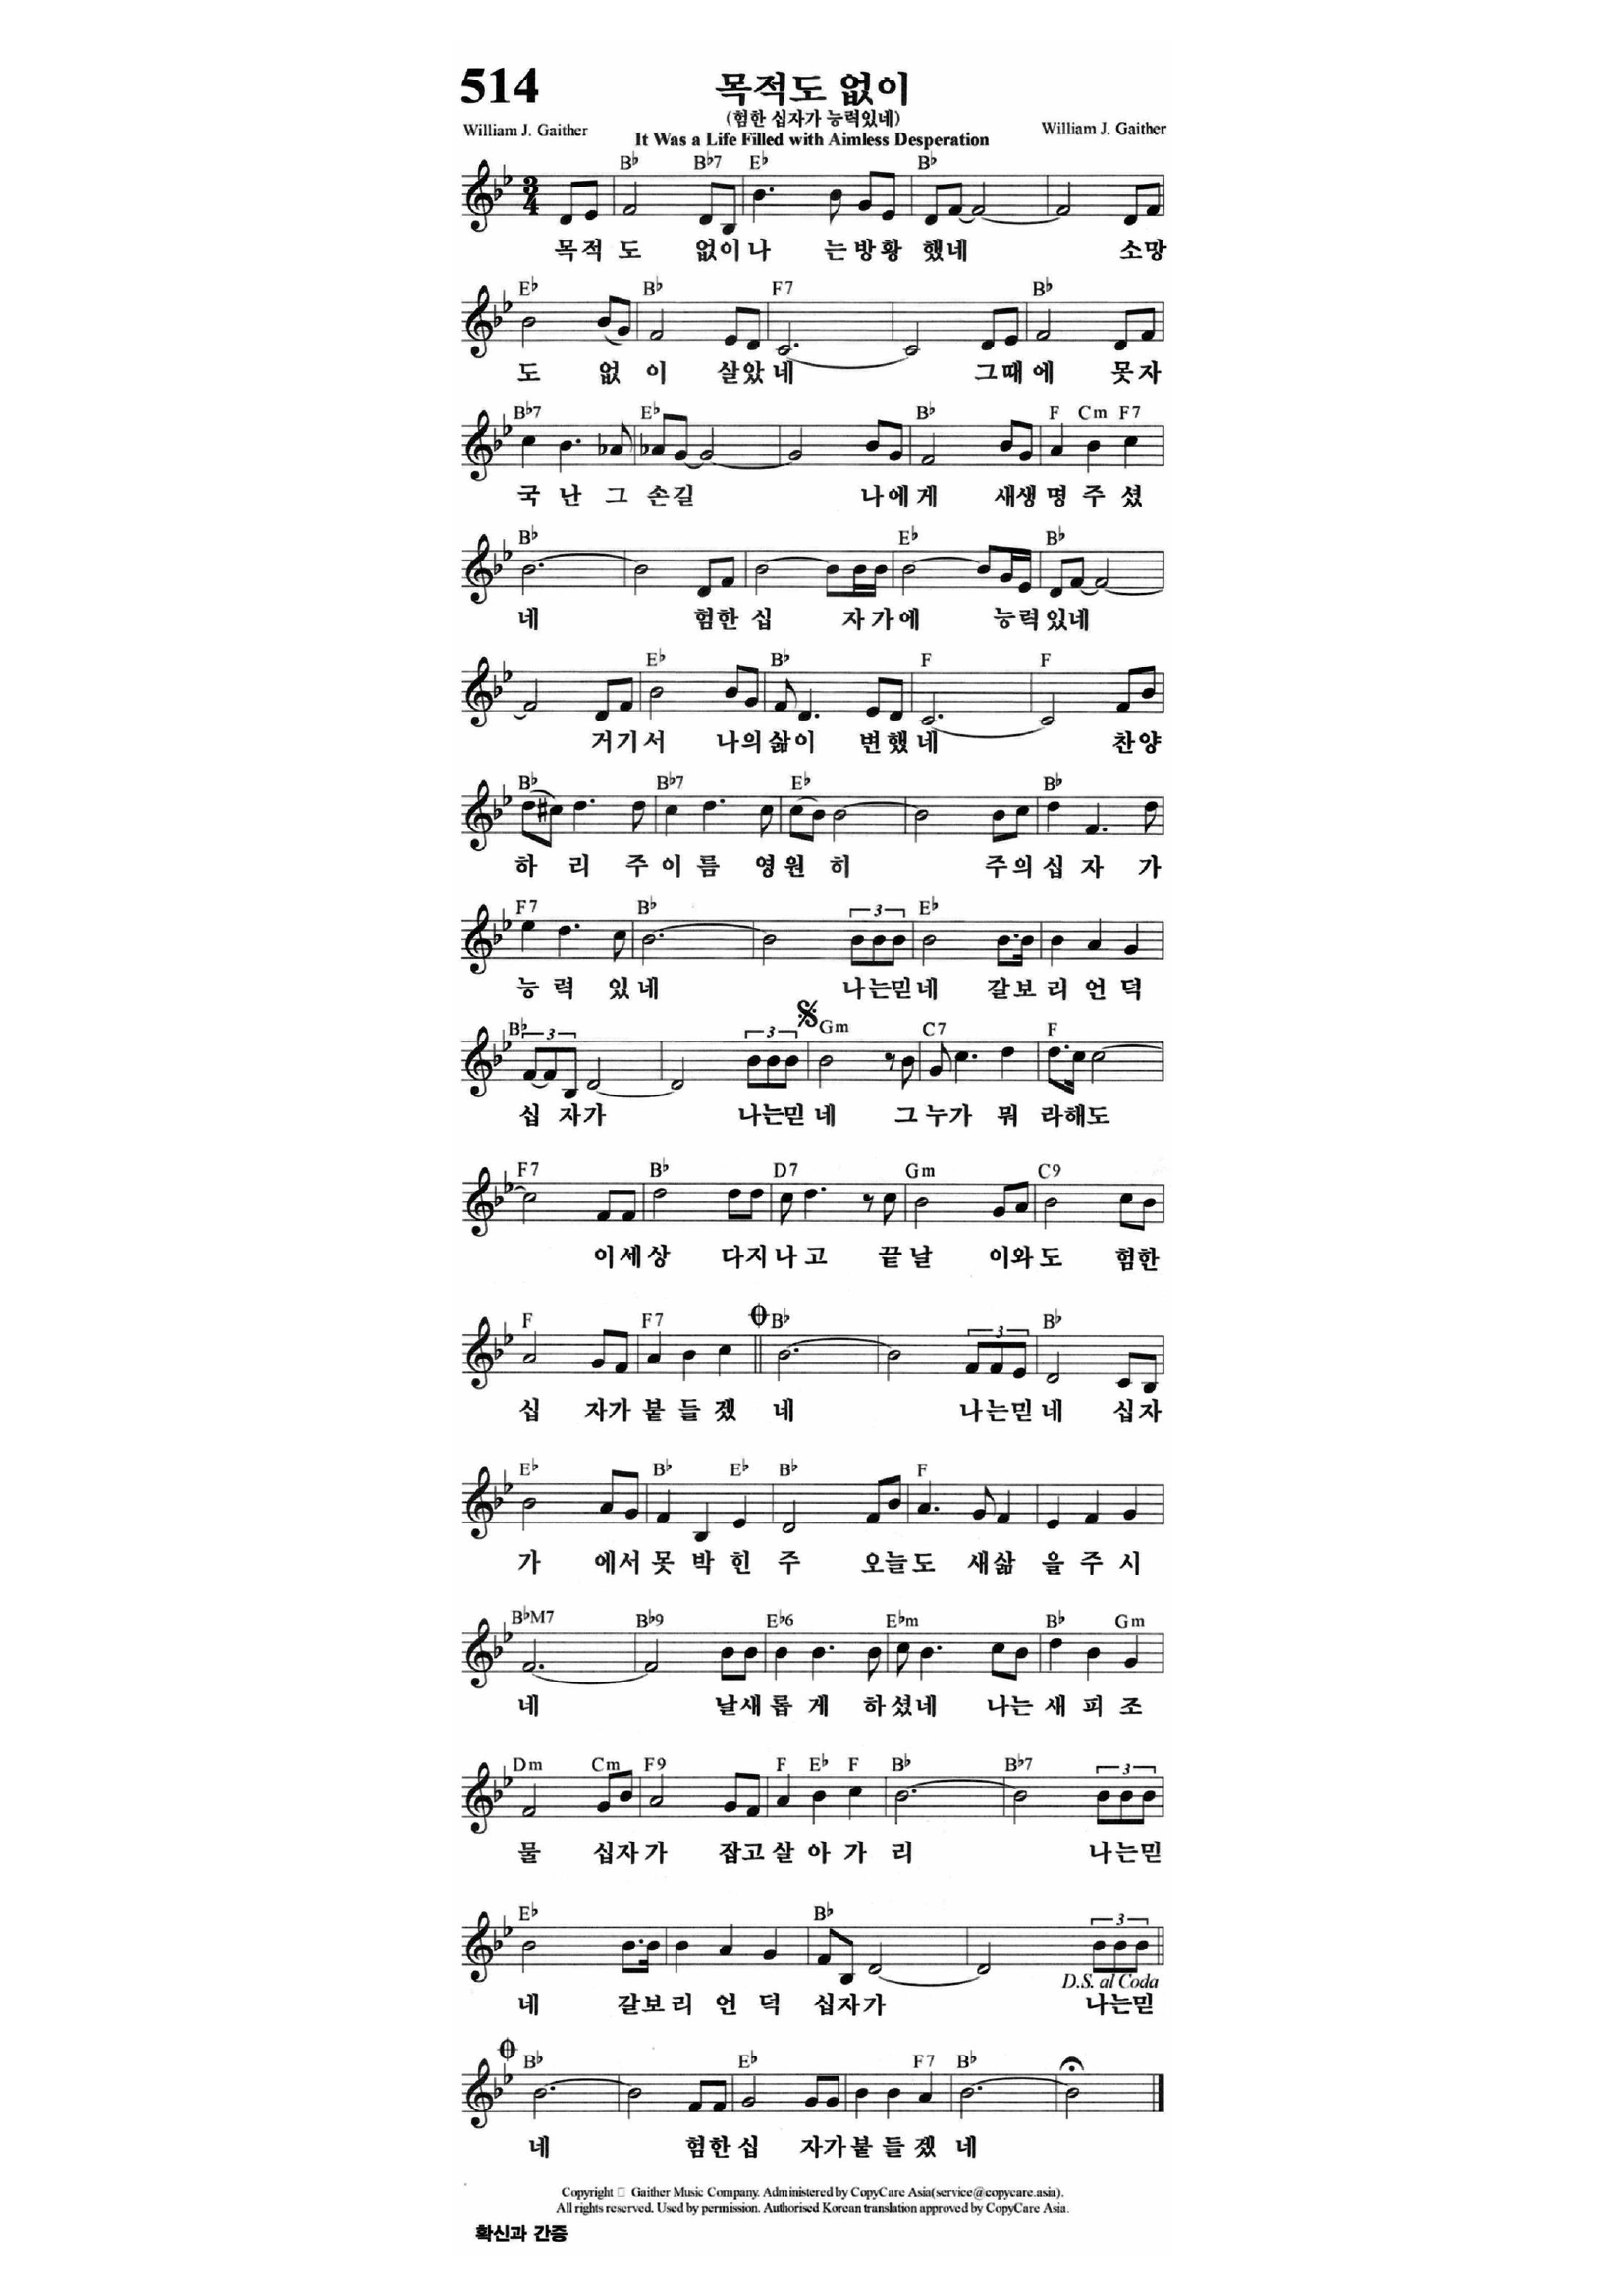 514
목적도 없이
(험한 십자가 능력있네)
William J. Gaither
It Was a Life Filled with Aimless Desperation
William J. Gaither
B♭ B♭7 E♭ B♭
3/4
목적 도 없이 나 는 방 황 했네 소망
E♭ B♭ F7 B♭
도 없 이 살았 네 그때 에 못자
B♭7 E♭ B♭ F Cm F7
국 난 그 손길 나에 게 새생 명 주 셨
B♭ E♭ B♭
네 험한 십 자 가 에 능력 있네
E♭ B♭ F F
거기 서 나의 삶이 변했 네 찬양
B♭ B♭7 E♭ B♭
하 리 주 이 름 영 원 히 주의 십 자 가
F7 B♭ 3 E♭
능 력 있 네 나는믿 네 갈보 리 언 덕
B♭ 3 3 Gm C7 F
십 자가 나는믿 네 그 누가 뭐 라해도
F7 B♭ D7 Gm C9
이세 상 다지 나 고 끝 날 이와 도 험한
F F7 B♭ 3 B♭
십 자가 붙 들 겠 네 나는믿 네 십자
E♭ B♭ E♭ B♭ F
가 에서 못 박 힌 주 오늘 도 새삶 을 주 시
B♭M7 B♭9 E♭6 E♭m B♭ Gm
네 날새 롭 게 하 셨네 나는 새 피 조
Dm Cm F9 F E♭ F B♭ B♭7 3
물 십자 가 잡고 살 아 가 리 나는믿
E♭ B♭ 3
D.S. al Coda
네 갈보 리 언 덕 십자 가 나는믿
B♭ E♭ F7 B♭
네 험한 십 자가 붙 들 겠 네
Copyright □ Gaither Music Company. Administered by CopyCare Asia(service@copycare.asia).
All rights reserved. Used by permission. Authorised Korean translation approved by CopyCare Asia.
확신과 간증